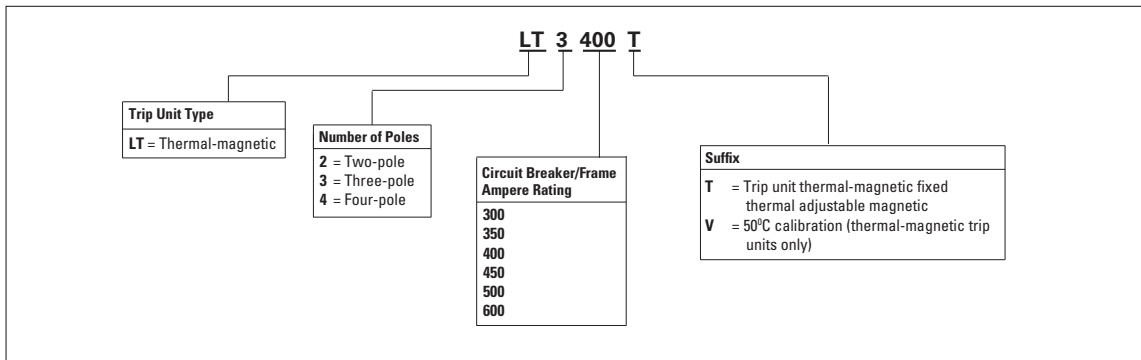 LT 3 400 T
Trip Unit Type
LT = Thermal-magnetic
Number of Poles
2 = Two-pole
3 = Three-pole
4 = Four-pole
Circuit Breaker/Frame
Ampere Rating
300
350
400
450
500
600
Suffix
T = Trip unit thermal-magnetic fixed
thermal adjustable magnetic
V = 50⁰C calibration (thermal-magnetic trip
units only)